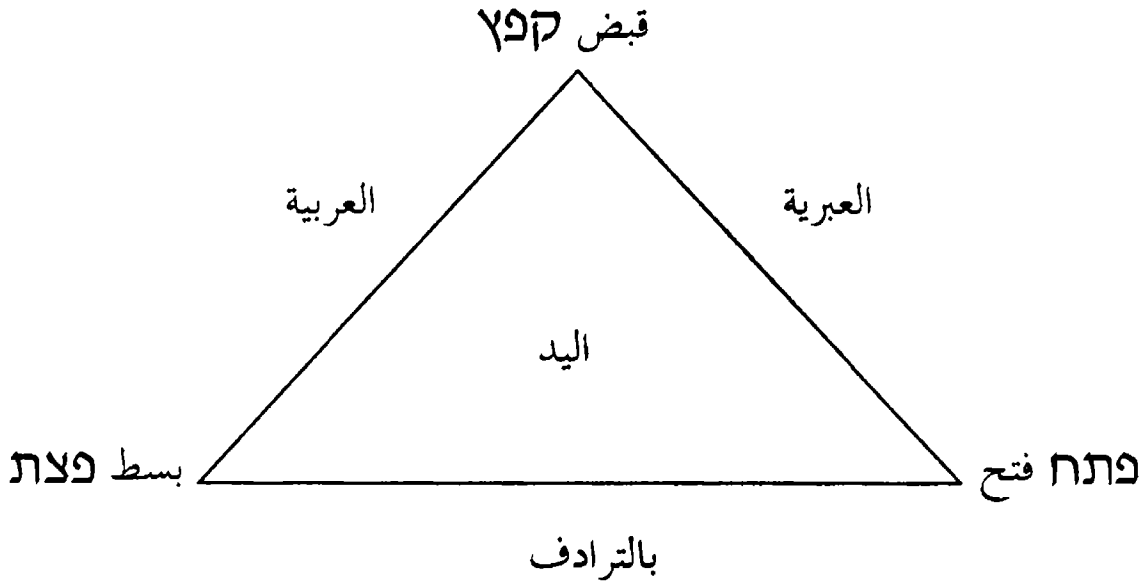 قبض קפץ
العبرية
العربية
اليد
פתח فتح
بسط פצת
بالترادف